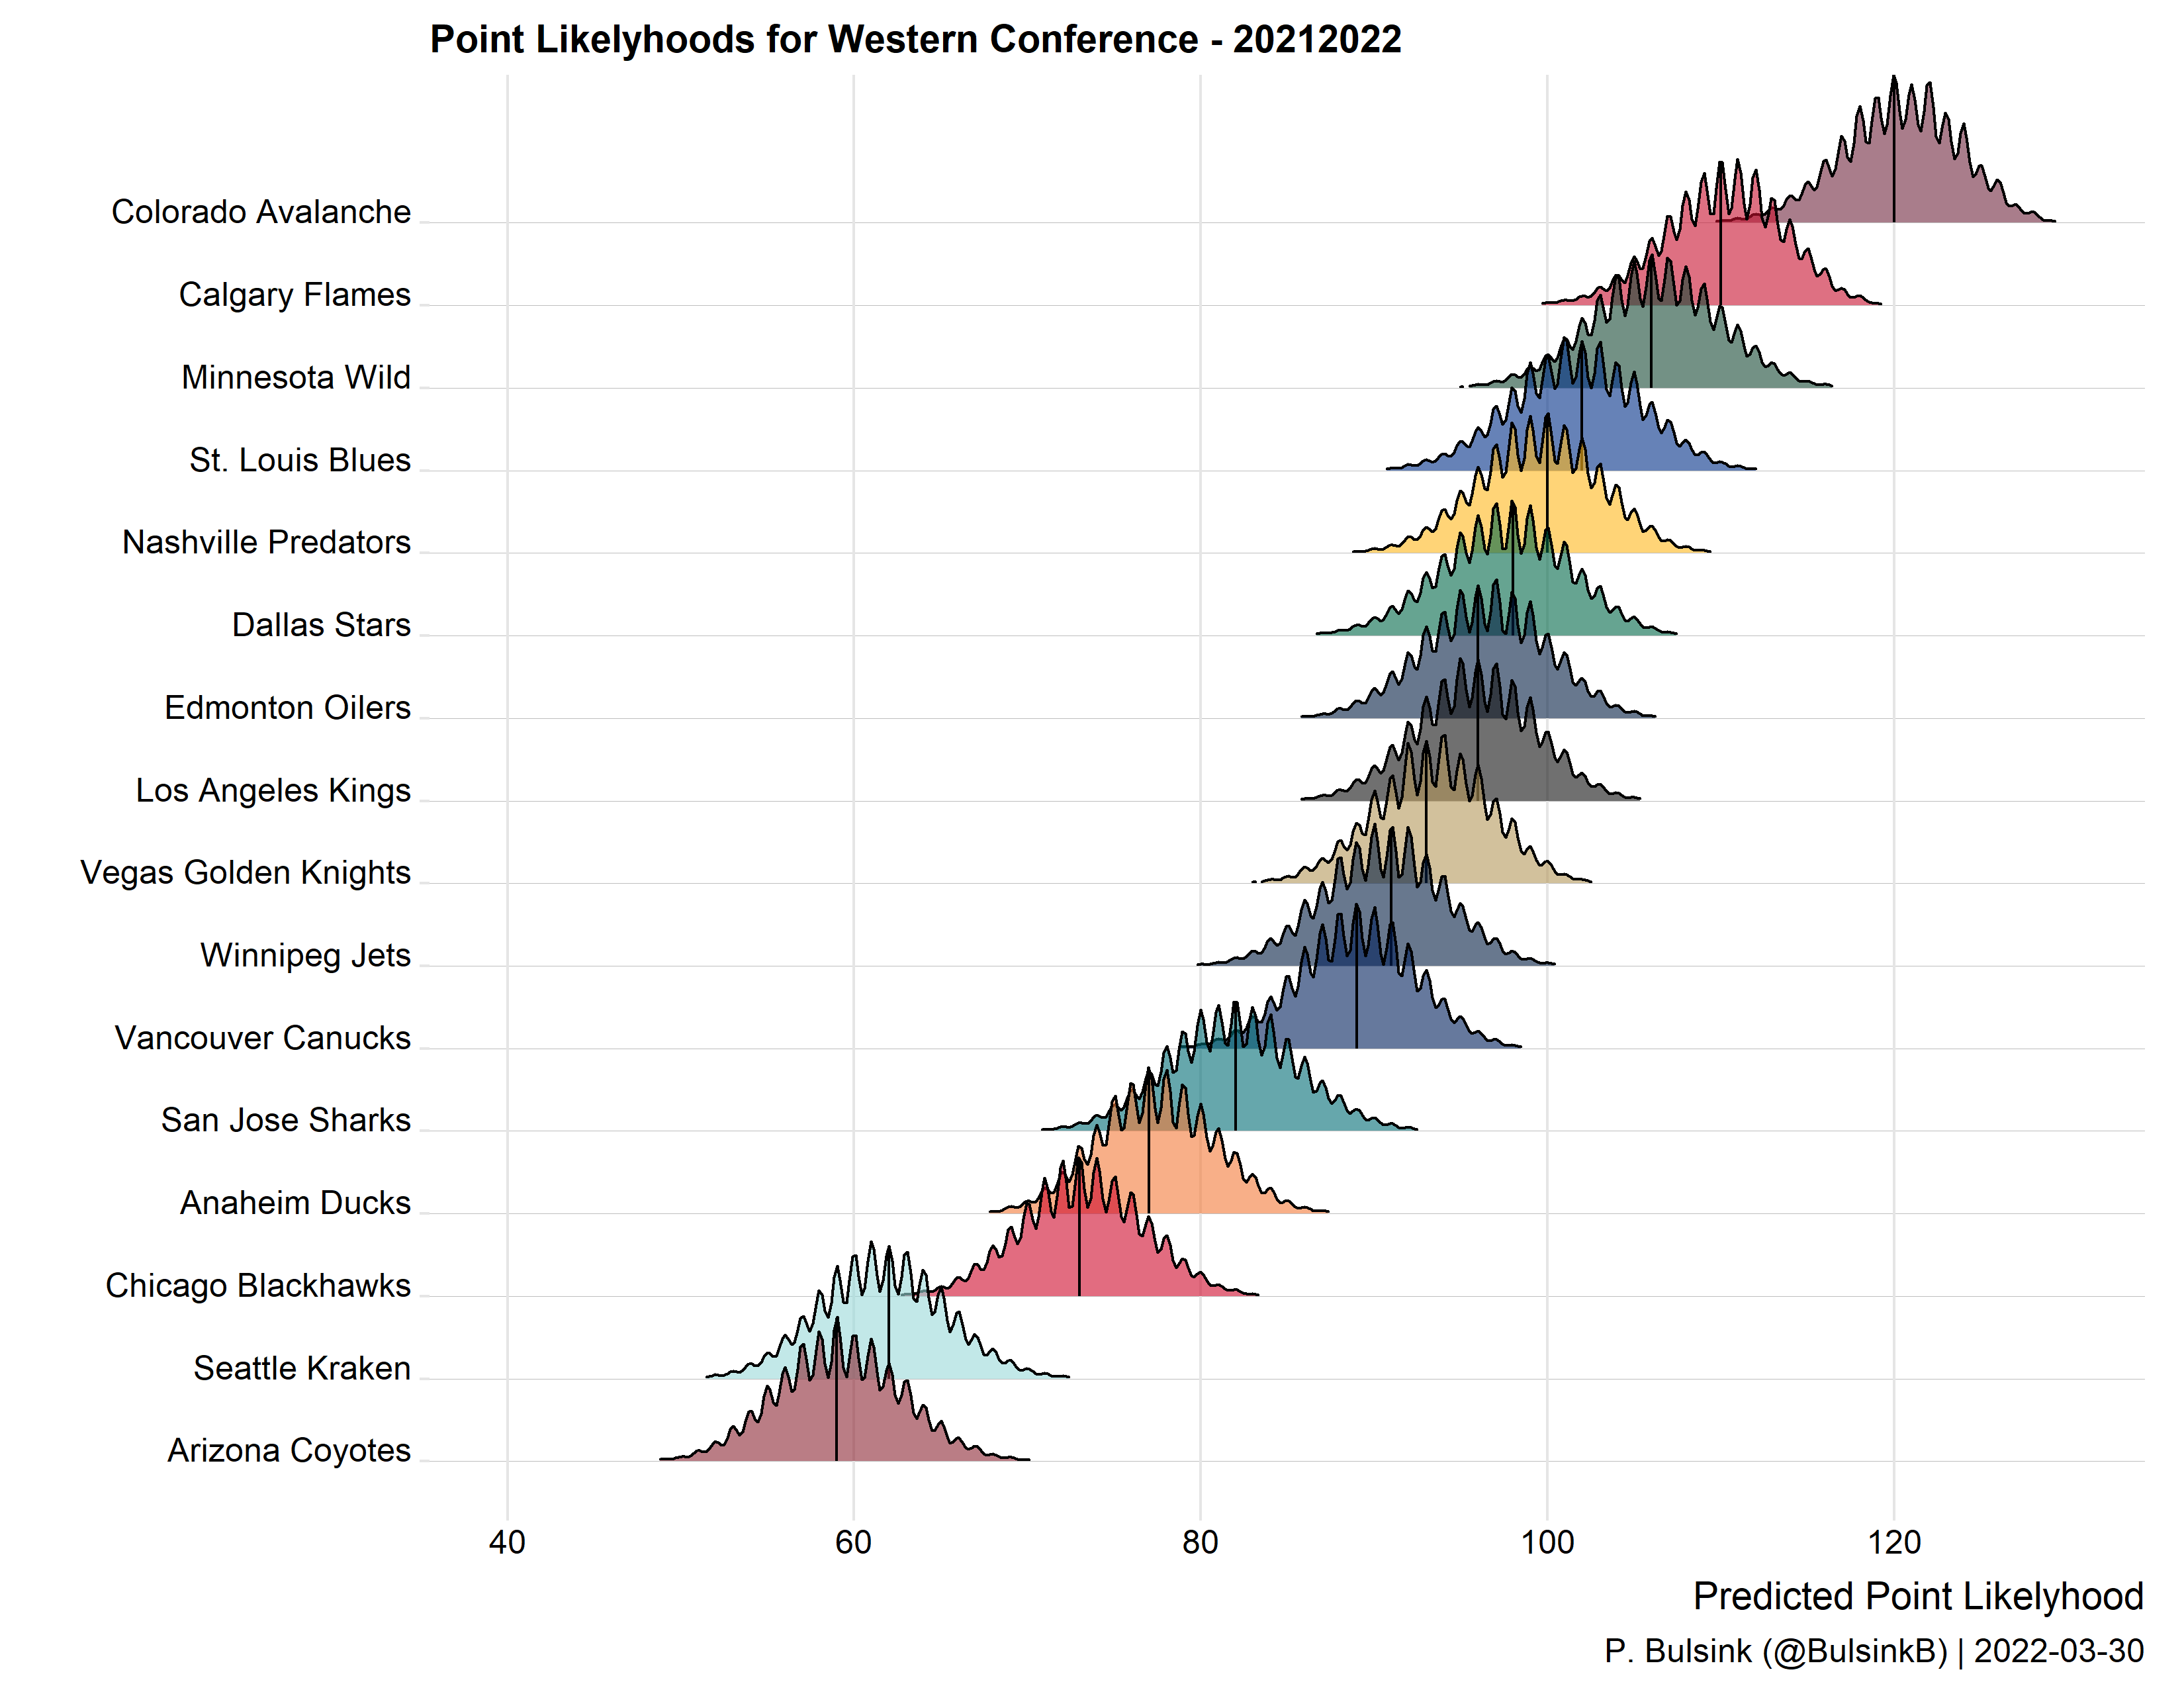 Point Likelyhoods for Western Conference - 20212022
Colorado Avalanche
Calgary Flames
Minnesota Wild
St. Louis Blues
Nashville Predators
Dallas Stars
Edmonton Oilers
Los Angeles Kings
Vegas Golden Knights
Winnipeg Jets
Vancouver Canucks
San Jose Sharks
Anaheim Ducks
Chicago Blackhawks
Seattle Kraken
Arizona Coyotes
40 60 80 100 120
Predicted Point Likelyhood
P. Bulsink (@BulsinkB) | 2022-03-30